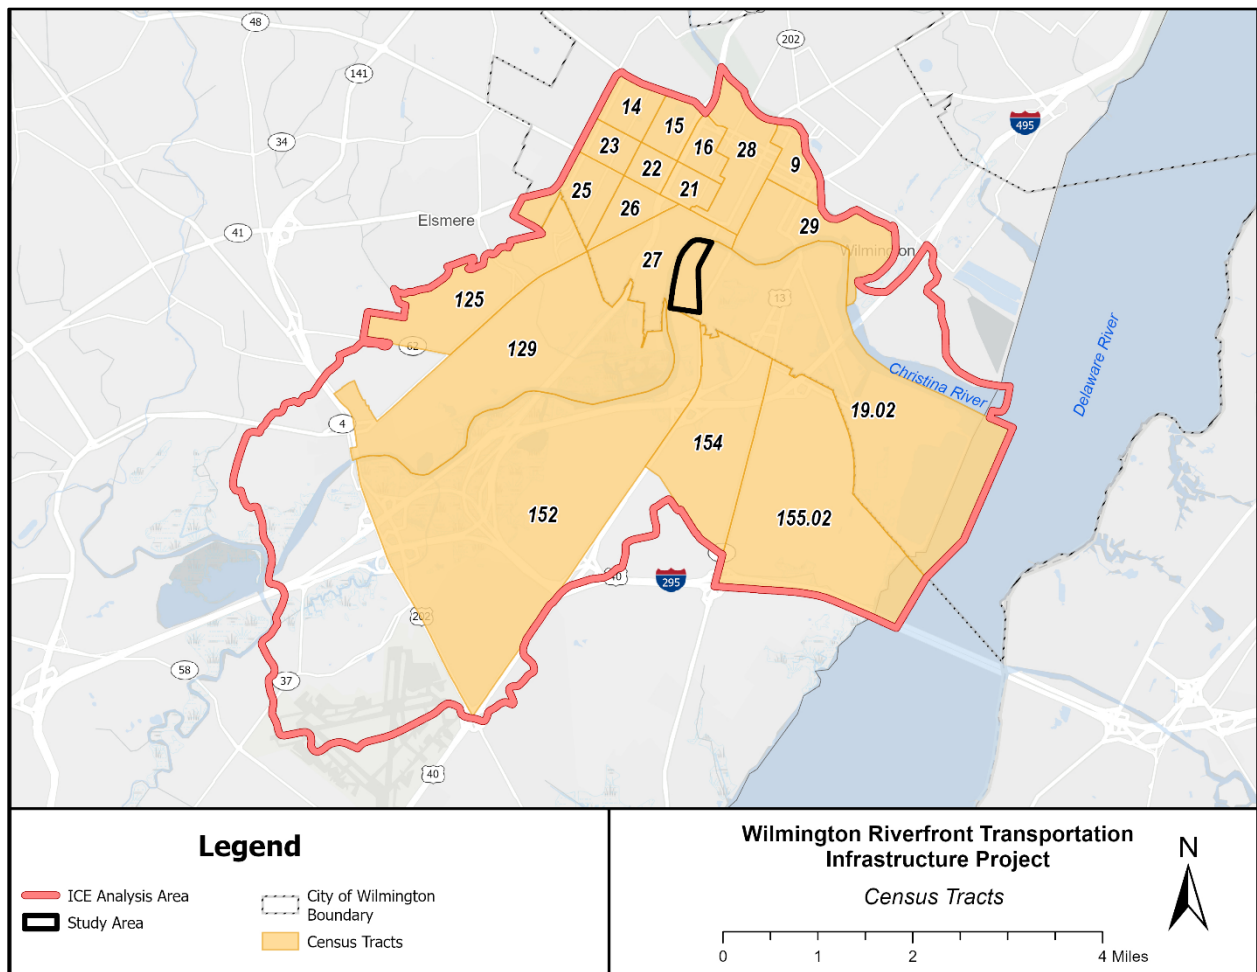 48
202
141
495
14
15
34
16
28
23
9
22
25
21
Elsmere
26
41
29
27
Wilmington
125
13
62
129
Christina River
Delaware River
19.02
4
154
152
155.02
40
295
202
58
37
40
Legend
ICE Analysis Area
Study Area
City of Wilmington
Boundary
Census Tracts
Wilmington Riverfront Transportation
Infrastructure Project
Census Tracts
N
0 1 2 4 Miles